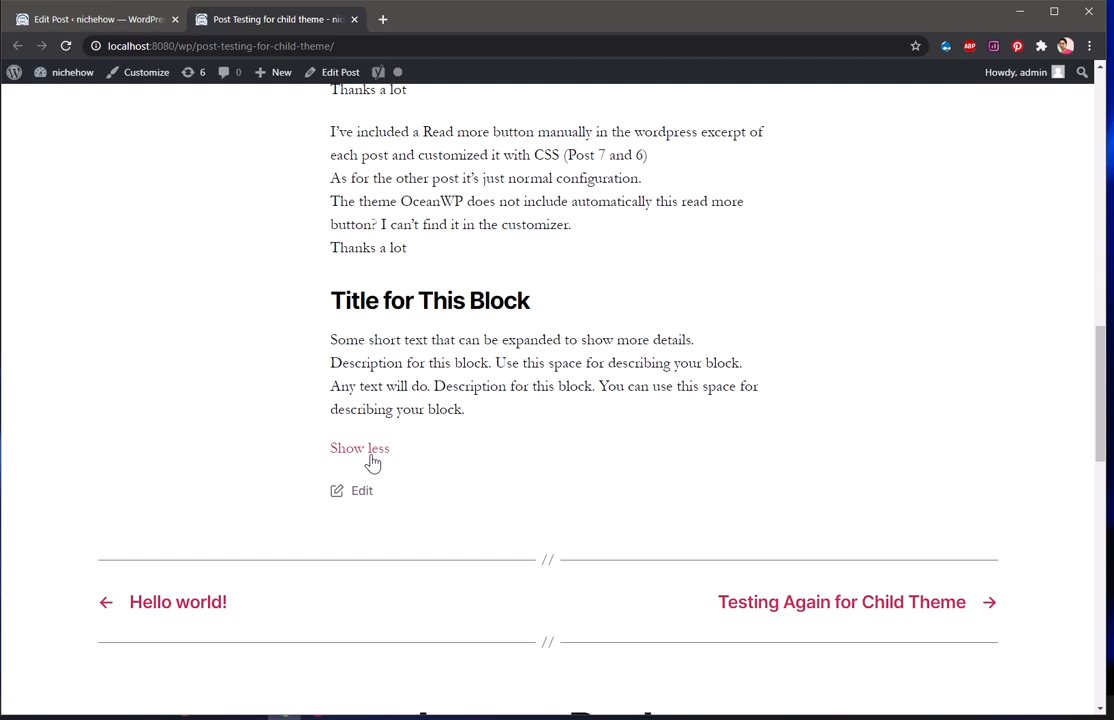 Edit Post ‹ nichehow — WordPre
Post Testing for child theme - nic
localhost:8080/wp/post-testing-for-child-theme/
ABP
nichehow
Customize
6
0
New
Edit Post
Howdy, admin
Thanks a lot
I’ve included a Read more button manually in the wordpress excerpt of
each post and customized it with CSS (Post 7 and 6)
As for the other post it’s just normal configuration.
The theme OceanWP does not include automatically this read more
button? I can’t find it in the customizer.
Thanks a lot
Title for This Block
Some short text that can be expanded to show more details.
Description for this block. Use this space for describing your block.
Any text will do. Description for this block. You can use this space for
describing your block.
Show less
Edit
//
← Hello world!
Testing Again for Child Theme →
//